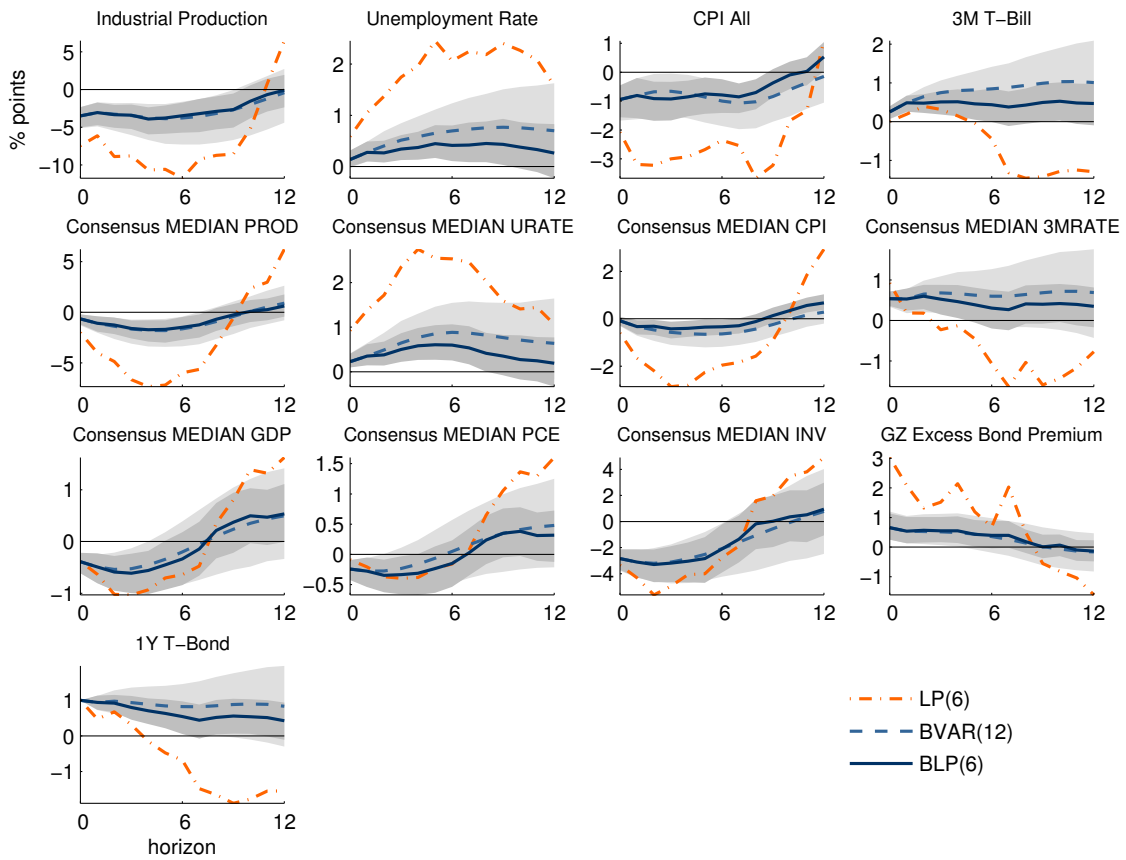 Industrial Production
Unemployment Rate
CPI All
3M T−Bill
% points
5
0
−5
−10
0 6 12
2
1
0
0 6 12
1
0
−1
−2
−3
0 6 12
2
1
0
−1
0 6 12
Consensus MEDIAN PROD
Consensus MEDIAN URATE
Consensus MEDIAN CPI
Consensus MEDIAN 3MRATE
5
0
−5
0 6 12
2
1
0
0 6 12
2
0
−2
0 6 12
1
0
−1
0 6 12
Consensus MEDIAN GDP
Consensus MEDIAN PCE
Consensus MEDIAN INV
GZ Excess Bond Premium
1
0
−1
0 6 12
1.5
0.5
0
−0.5
0 6 12
4
2
0
−2
−4
0 6 12
3
2
1
0
−1
0 6 12
1Y T−Bond
1
0
−1
0 6 12
horizon
LP(6)
BVAR(12)
BLP(6)